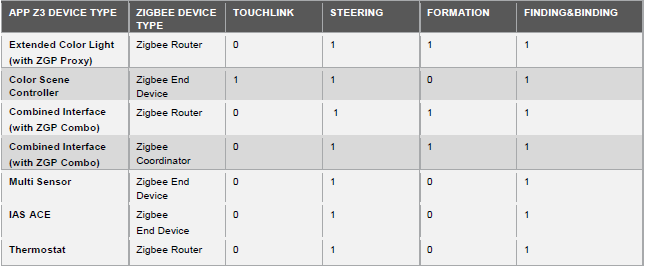 APP Z3 DEVICE TYPE ZIGBEE DEVICE TYPE TOUCHLINK STEERING FORMATION FINDING&BINDING
Extended Color Light (with ZGP Proxy) Zigbee Router 0 1 1 1
Color Scene Controller Zigbee End Device 1 1 0 1
Combined Interface (with ZGP Combo) Zigbee Router 0 1 1 1
Combined Interface (with ZGP Combo) Zigbee Coordinator 0 1 1 1
Multi Sensor Zigbee End Device 0 1 0 1
IAS ACE Zigbee End Device 0 1 0 1
Thermostat Zigbee Router 0 1 0 1